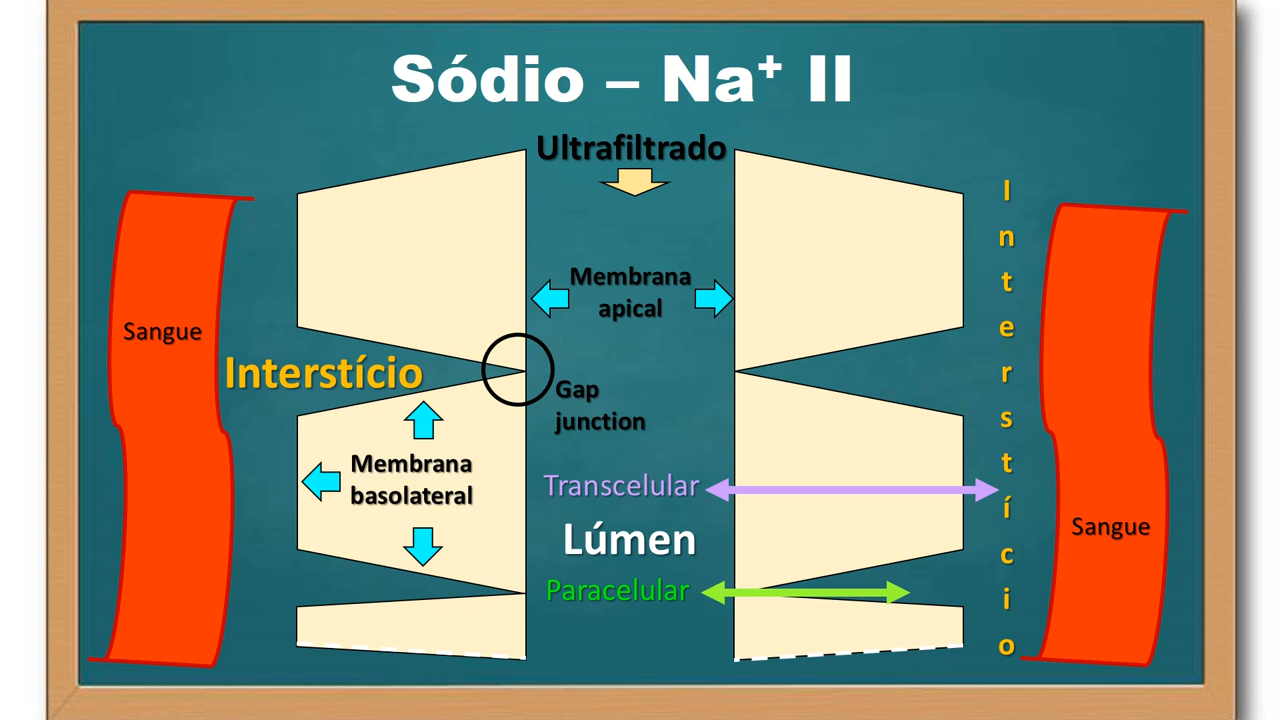 Sódio – Na⁺ II
Ultrafiltrado
Membrana
apical
Sangue
Interstício
Gap
junction
Membrana
basolateral
Transcelular
Lúmen
Paracelular
I
n
t
e
r
s
t
í
c
i
o
Sangue